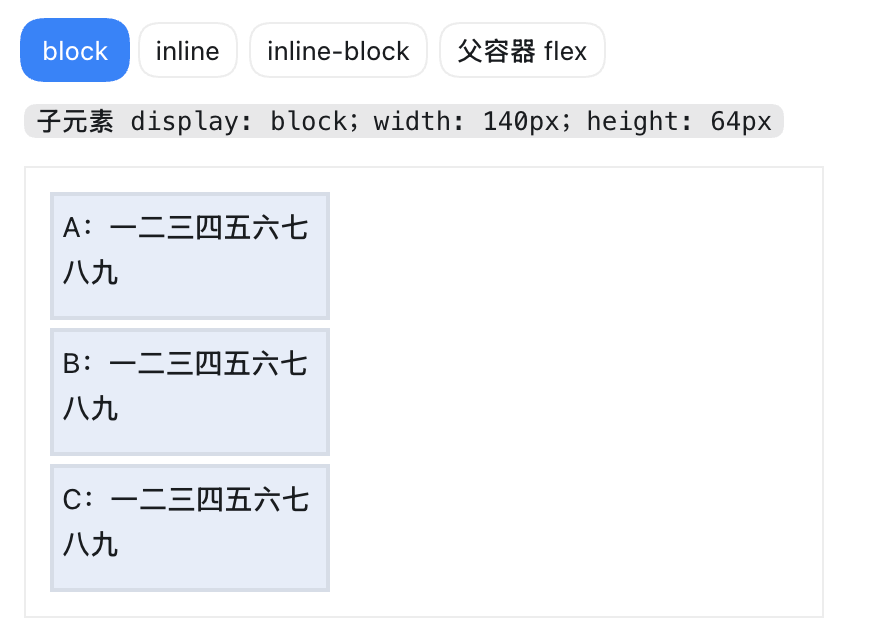 block inline inline-block 父容器 flex
子元素 display: block；width: 140px；height: 64px
A：一二三四五六七
八九
B：一二三四五六七
八九
C：一二三四五六七
八九